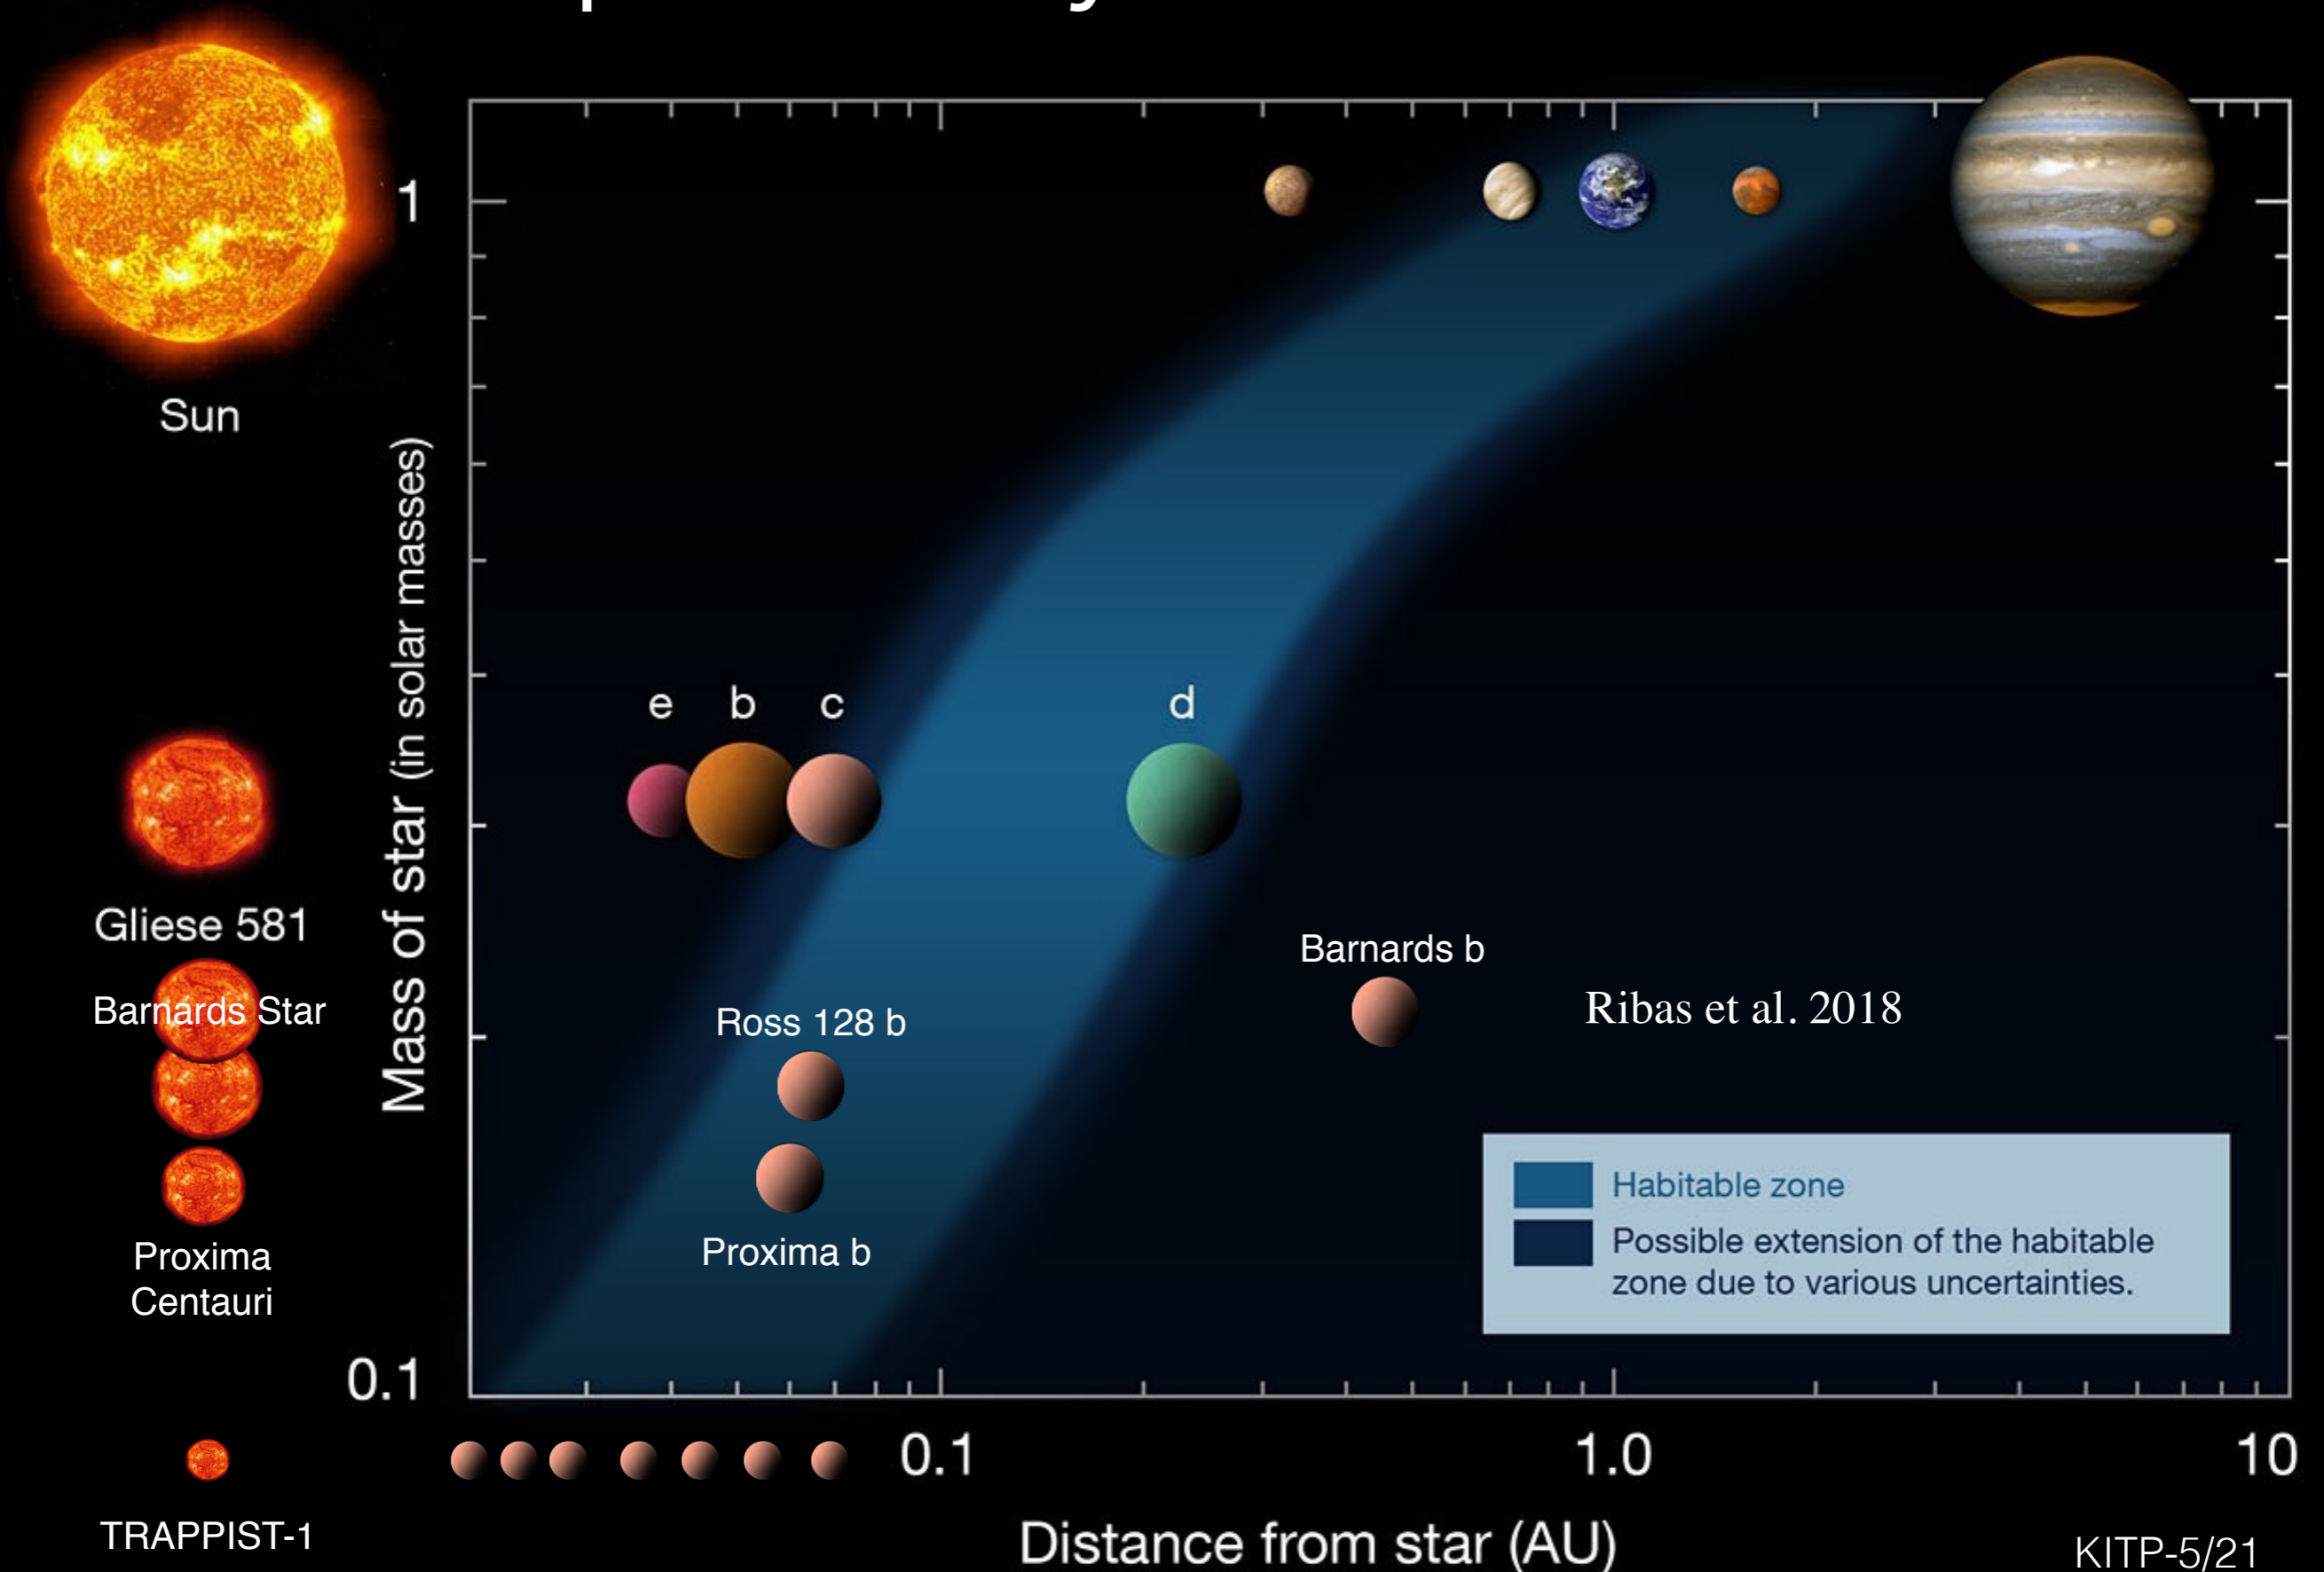 1
Sun
Mass of star (in solar masses)
e b c d
Gliese 581
Barnards b
Barnards Star
Ribas et al. 2018
Ross 128 b
Habitable zone
Possible extension of the habitable
zone due to various uncertainties.
Proxima b
Proxima
Centauri
0.1
0.1 1.0 10
TRAPPIST-1
Distance from star (AU)
KITP-5/21